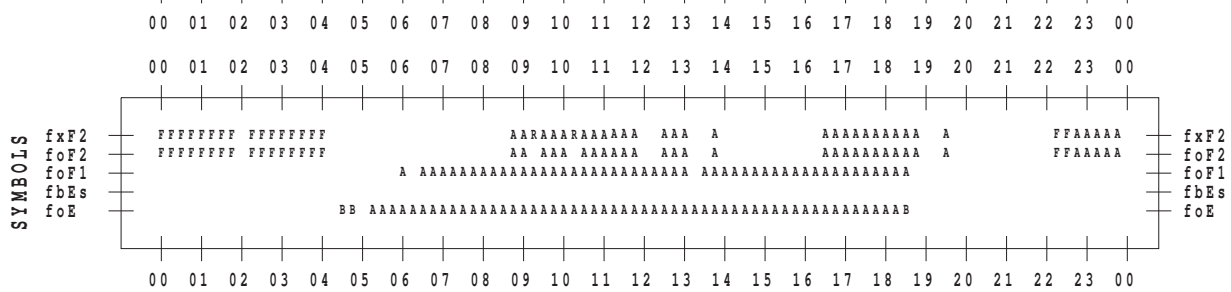 00 01 02 03 04 05 06 07 08 09 10 11 12 13 14 15 16 17 18 19 20 21 22 23 00
00 01 02 03 04 05 06 07 08 09 10 11 12 13 14 15 16 17 18 19 20 21 22 23 00
SYMBOLS
fxF2 FFFFFFFF FFFFFFFF AARAAARAAAAAA AAA A AAAAAAAAAA A FFAAAAA fxF2
foF2 FFFFFFFF FFFFFFFF AA AAA AAAAAA AAA A AAAAAAAAAA A FFAAAAA foF2
foF1 A AAAAAAAAAAAAAAAAAAAAAAAAAAA AAAAAAAAAAAAAAAAAAAAA foF1
fbEs fbEs
foE BB AAAAAAAAAAAAAAAAAAAAAAAAAAAAAAAAAAAAAAAAAAAAAAAAAAAAAB foE
00 01 02 03 04 05 06 07 08 09 10 11 12 13 14 15 16 17 18 19 20 21 22 23 00